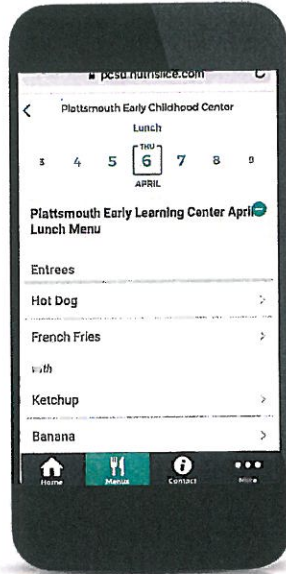 pcsd.nutrislice.com
Plattsmouth Early Childhood Center
Lunch
THU
3 4 5 6 7 8 9
APRIL
Plattsmouth Early Learning Center April
Lunch Menu
Entrees
Hot Dog
French Fries
with
Ketchup
Banana
Home Menus Contact More